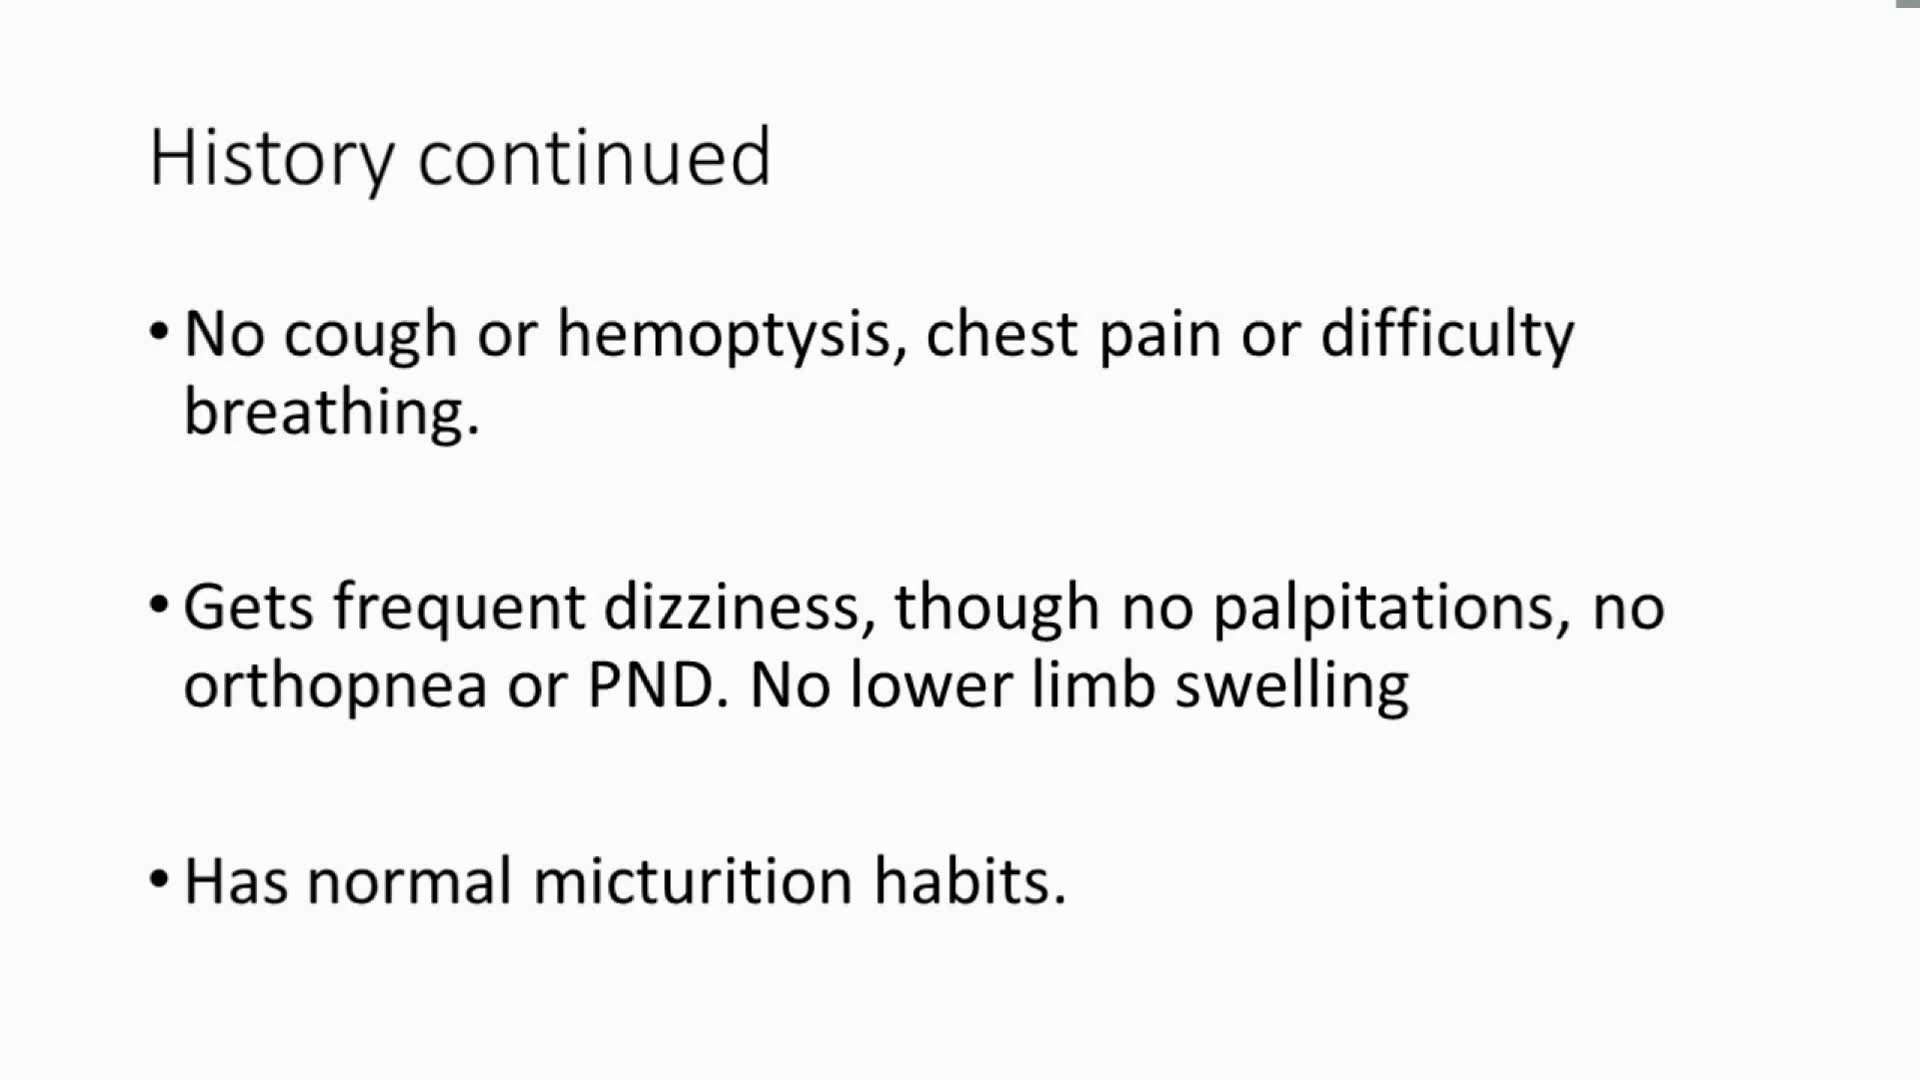 History continued
• No cough or hemoptysis, chest pain or difficulty
breathing.
• Gets frequent dizziness, though no palpitations, no
orthopnea or PND. No lower limb swelling
• Has normal micturition habits.